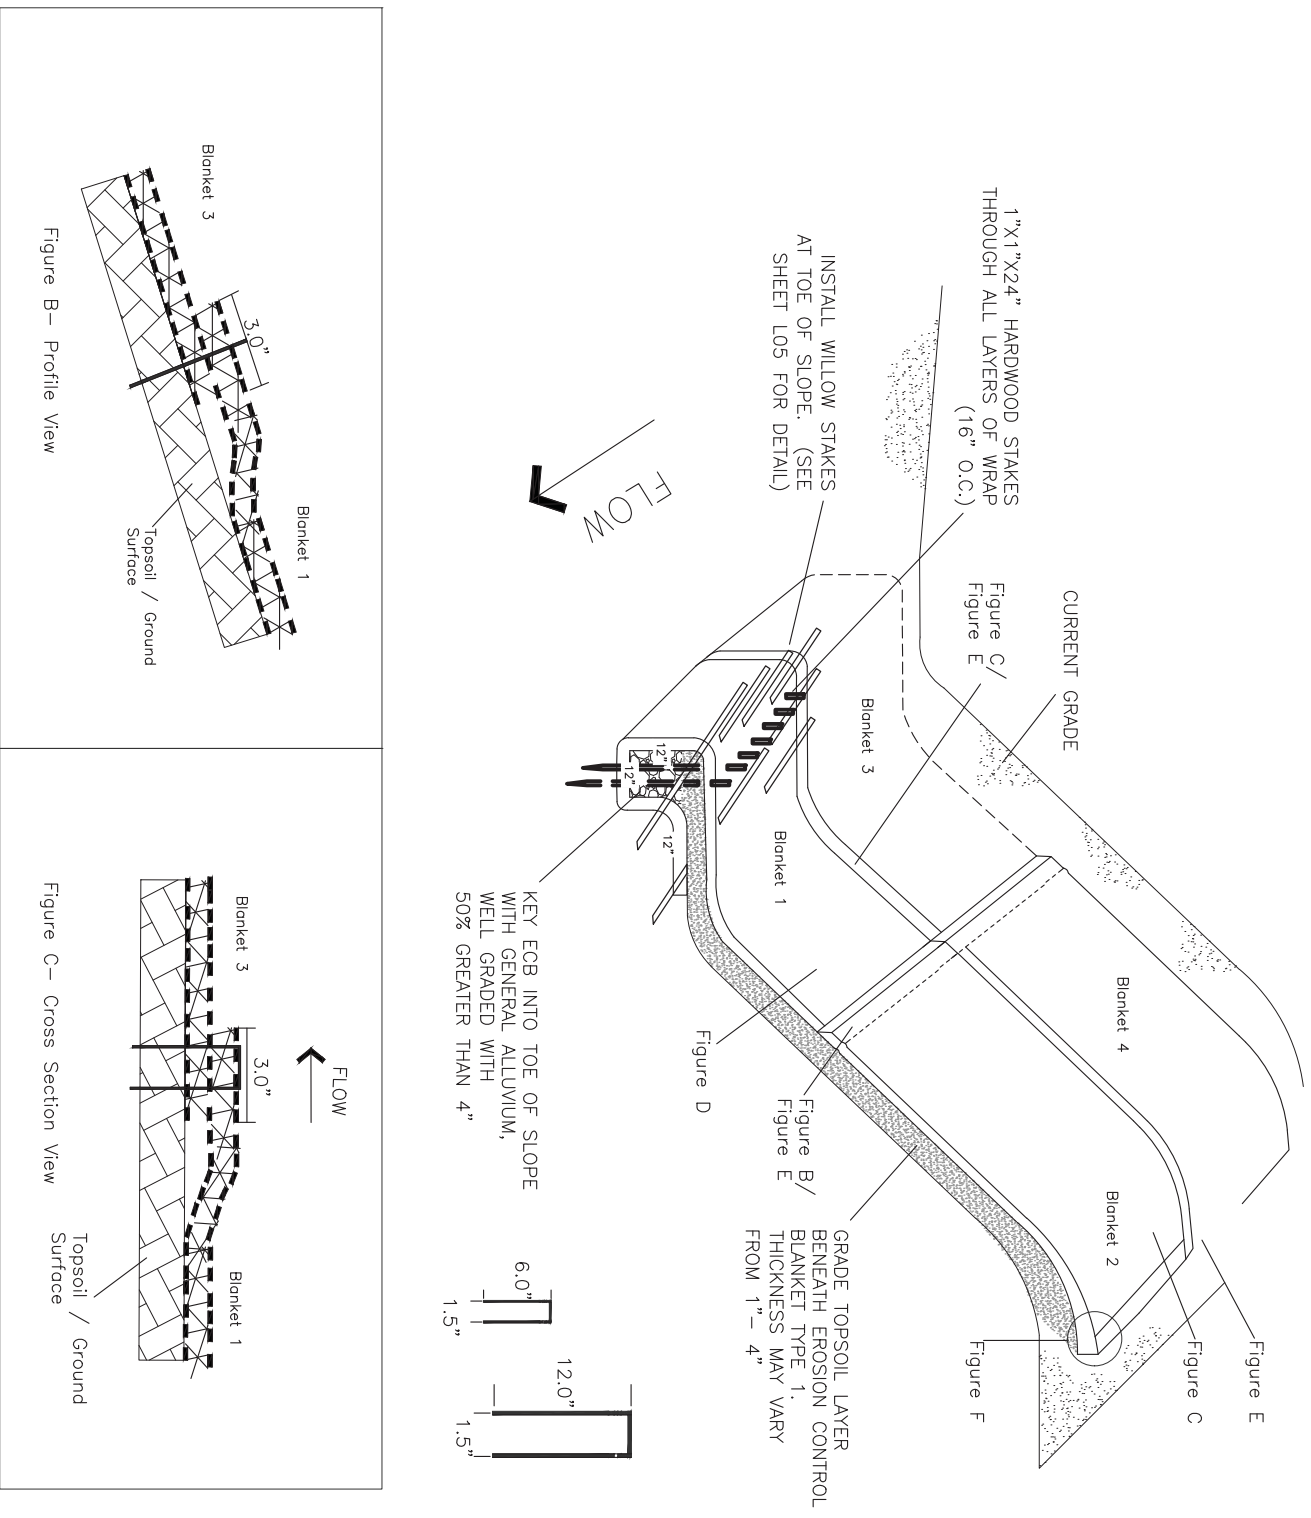 1"X1"X24" HARDWOOD STAKES
THROUGH ALL LAYERS OF WRAP
(16" O.C.)
INSTALL WILLOW STAKES
AT TOE OF SLOPE. (SEE
SHEET L05 FOR DETAIL)
FLOW
CURRENT GRADE
Figure C/
Figure E
Blanket 3
Blanket 1
Blanket 4
Blanket 2
12"
12"
12"
Figure D
Figure B/
Figure E
Figure E
Figure C
Figure F
KEY ECB INTO TOE OF SLOPE
WITH GENERAL ALLUVIUM,
WELL GRADED WITH
50% GREATER THAN 4"
GRADE TOPSOIL LAYER
BENEATH EROSION CONTROL
BLANKET TYPE 1.
THICKNESS MAY VARY
FROM 1"- 4"
6.0"
1.5"
12.0"
1.5"
Blanket 3
3.0"
Blanket 1
Topsoil / Ground
Surface
Figure B- Profile View
FLOW
Blanket 3
3.0"
Blanket 1
Topsoil / Ground
Surface
Figure C- Cross Section View